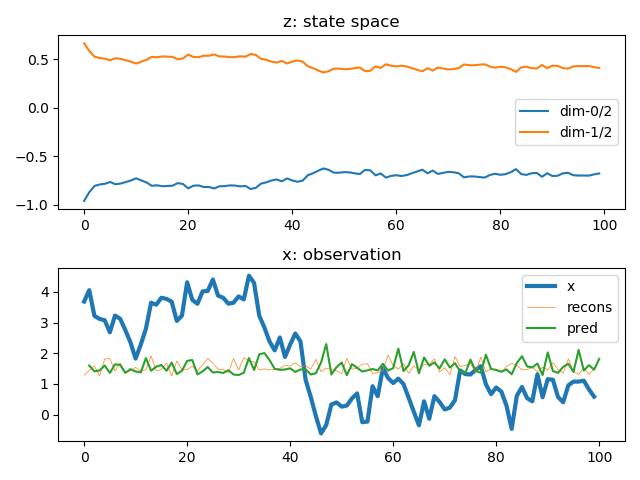 z: state space
0.5
0.0
−0.5
−1.0
dim-0/2
dim-1/2
0 20 40 60 80 100
x: observation
4
3
2
1
0
x
recons
pred
0 20 40 60 80 100